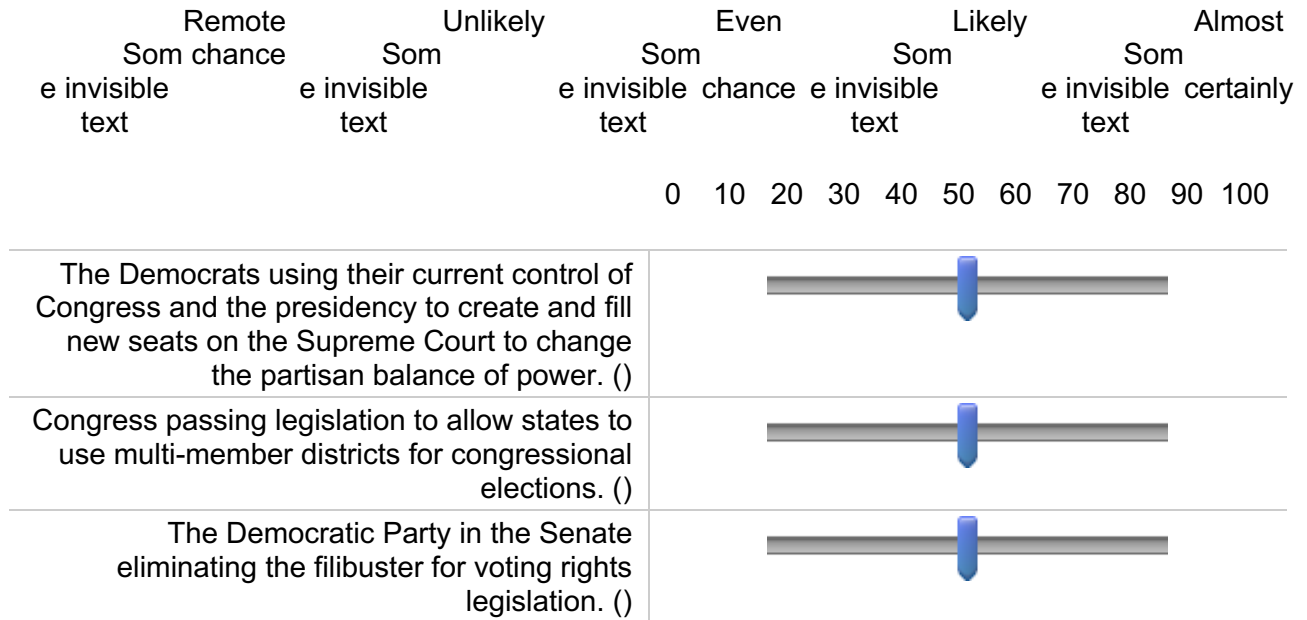 Remote Unlikely Even Likely Almost
Som chance Som Som Som Som
e invisible e invisible e invisible chance e invisible e invisible certainly
text text text text text
0 10 20 30 40 50 60 70 80 90 100
The Democrats using their current control of
Congress and the presidency to create and fill
new seats on the Supreme Court to change
the partisan balance of power. ()
Congress passing legislation to allow states to
use multi-member districts for congressional
elections. ()
The Democratic Party in the Senate
eliminating the filibuster for voting rights
legislation. ()